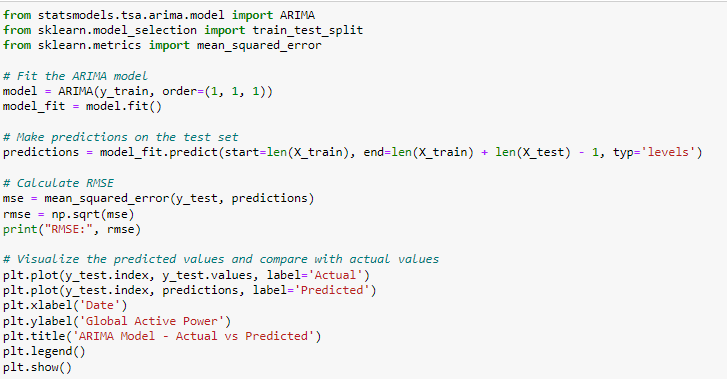 from statsmodels.tsa.arima.model import ARIMA
from sklearn.model_selection import train_test_split
from sklearn.metrics import mean_squared_error
# Fit the ARIMA model
model = ARIMA(y_train, order=(1, 1, 1))
model_fit = model.fit()
# Make predictions on the test set
predictions = model_fit.predict(start=len(X_train), end=len(X_train) + len(X_test) - 1, typ='levels')
# Calculate RMSE
mse = mean_squared_error(y_test, predictions)
rmse = np.sqrt(mse)
print("RMSE:", rmse)
# Visualize the predicted values and compare with actual values
plt.plot(y_test.index, y_test.values, label='Actual')
plt.plot(y_test.index, predictions, label='Predicted')
plt.xlabel('Date')
plt.ylabel('Global Active Power')
plt.title('ARIMA Model - Actual vs Predicted')
plt.legend()
plt.show()